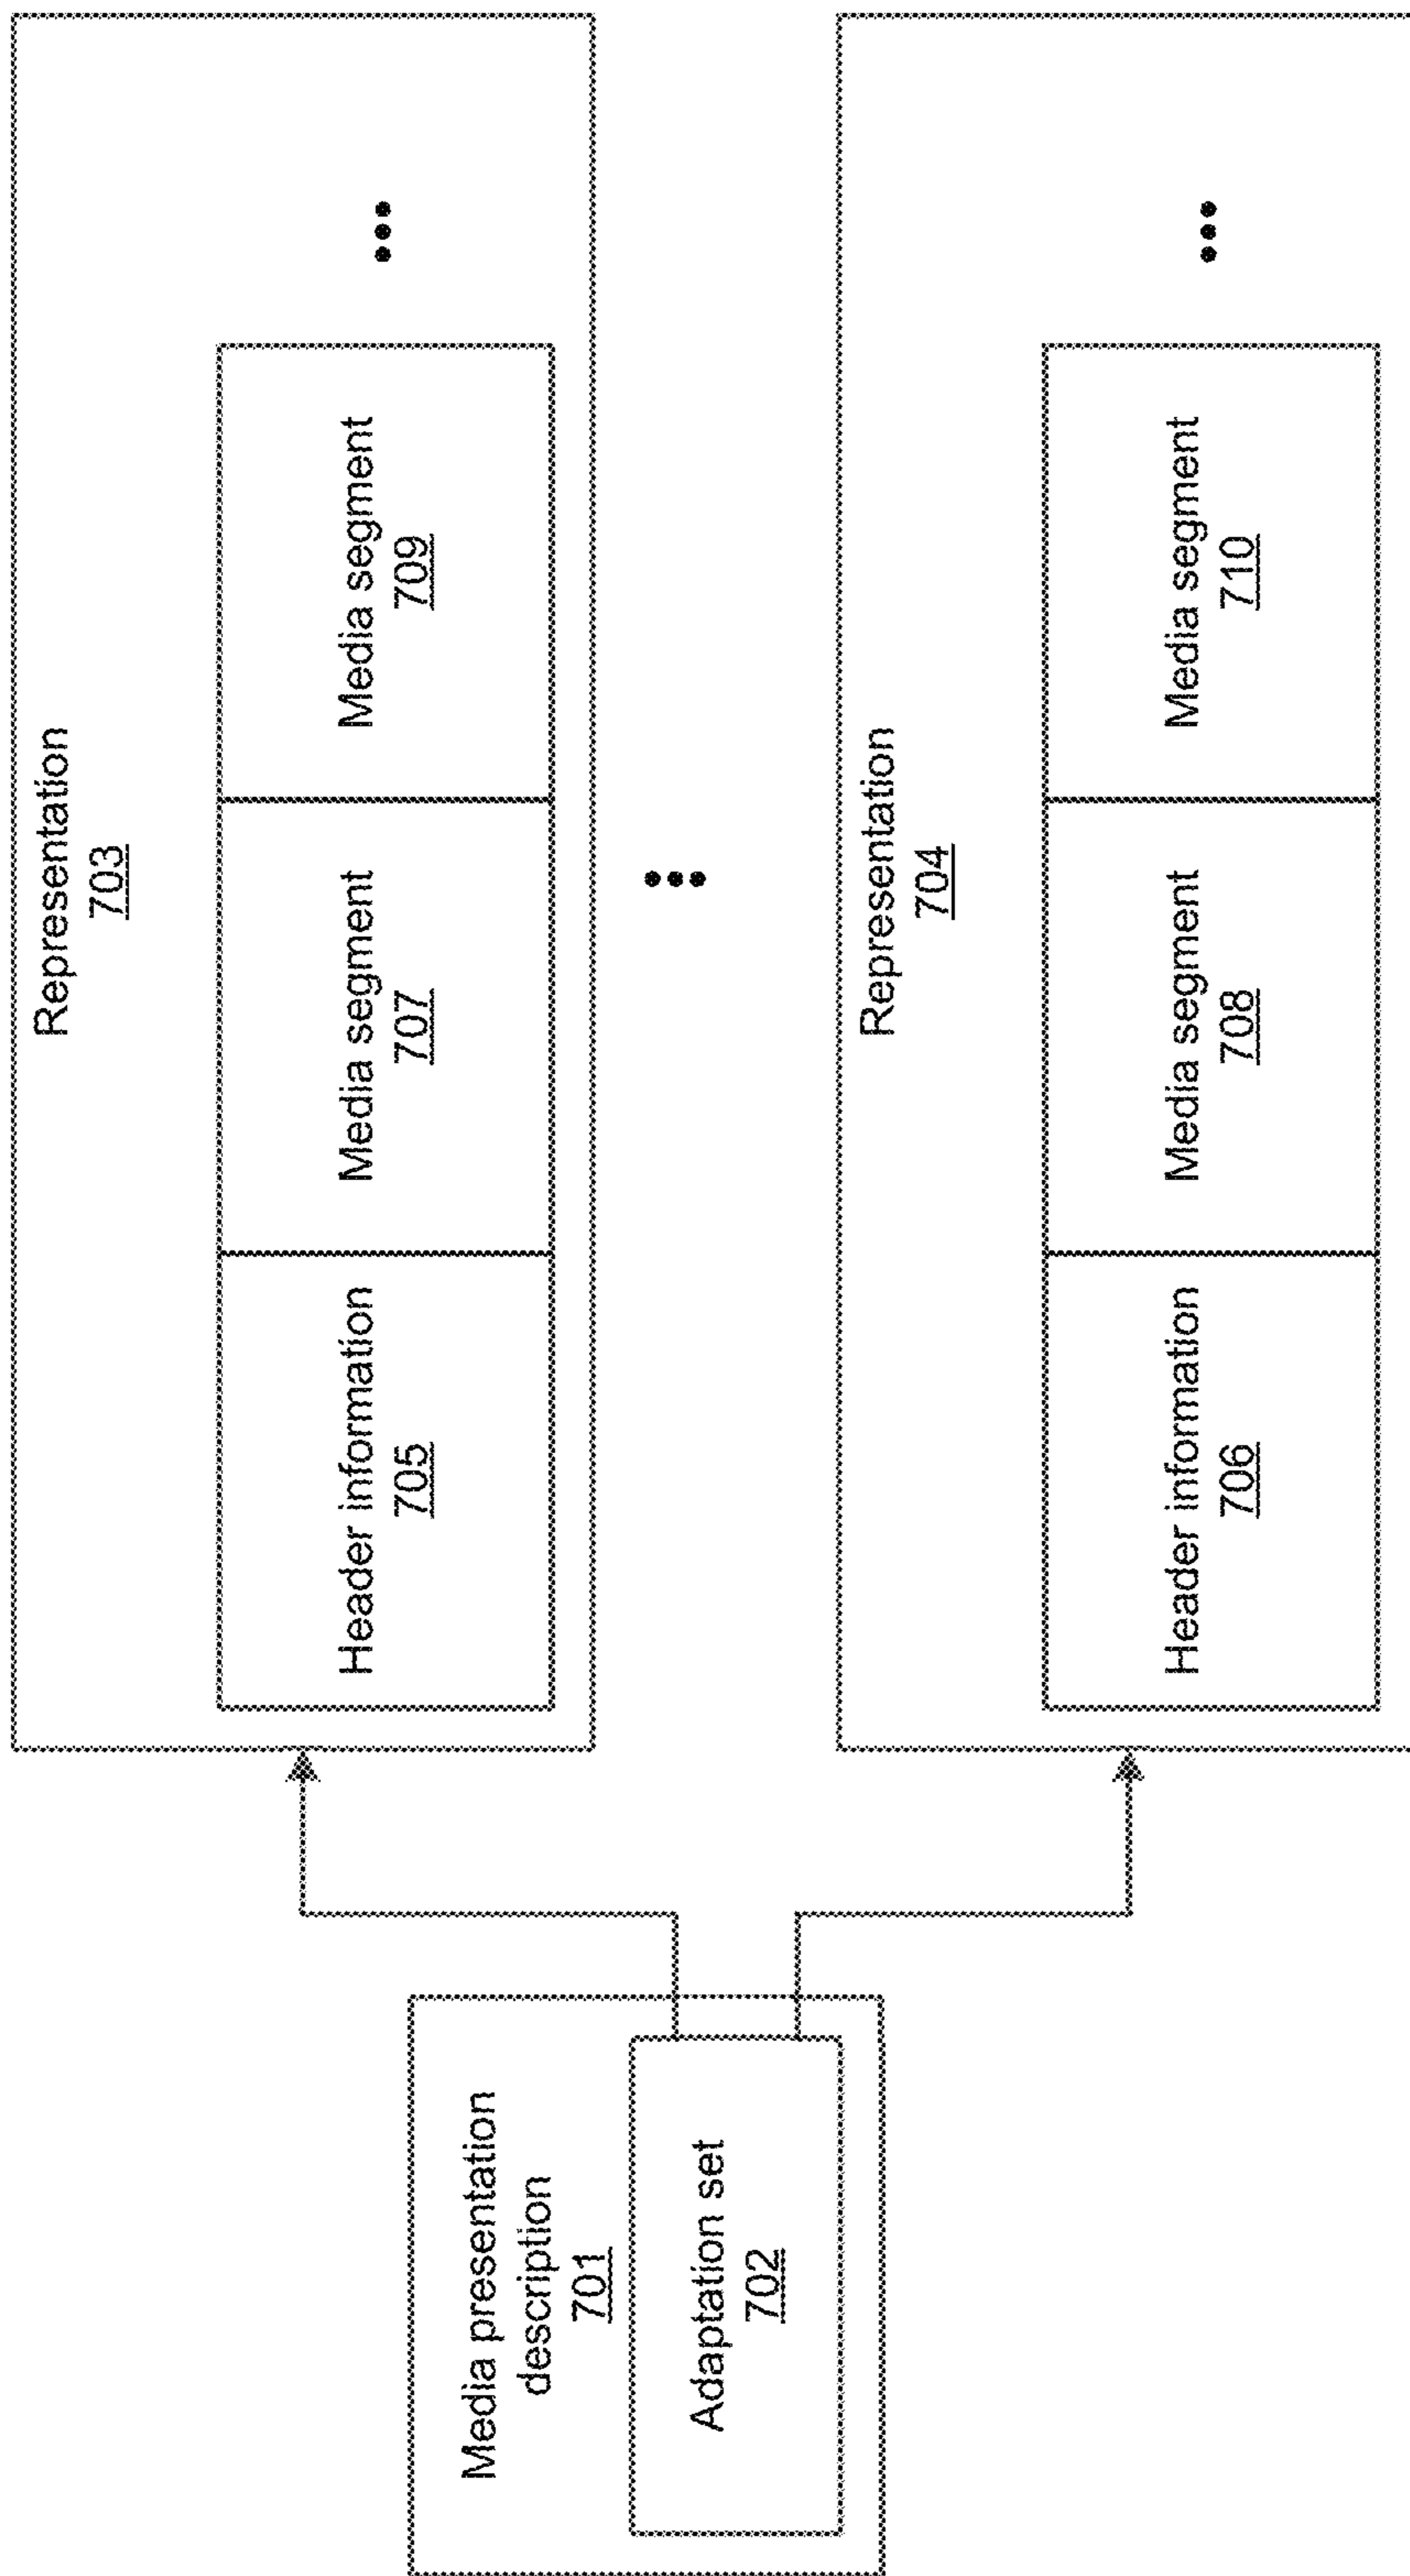 Media presentation
description
701
Adaptation set
702
Representation
703
Header information
705
Media segment
707
Media segment
709
•••
•••
Representation
704
Header information
706
Media segment
708
Media segment
710
•••